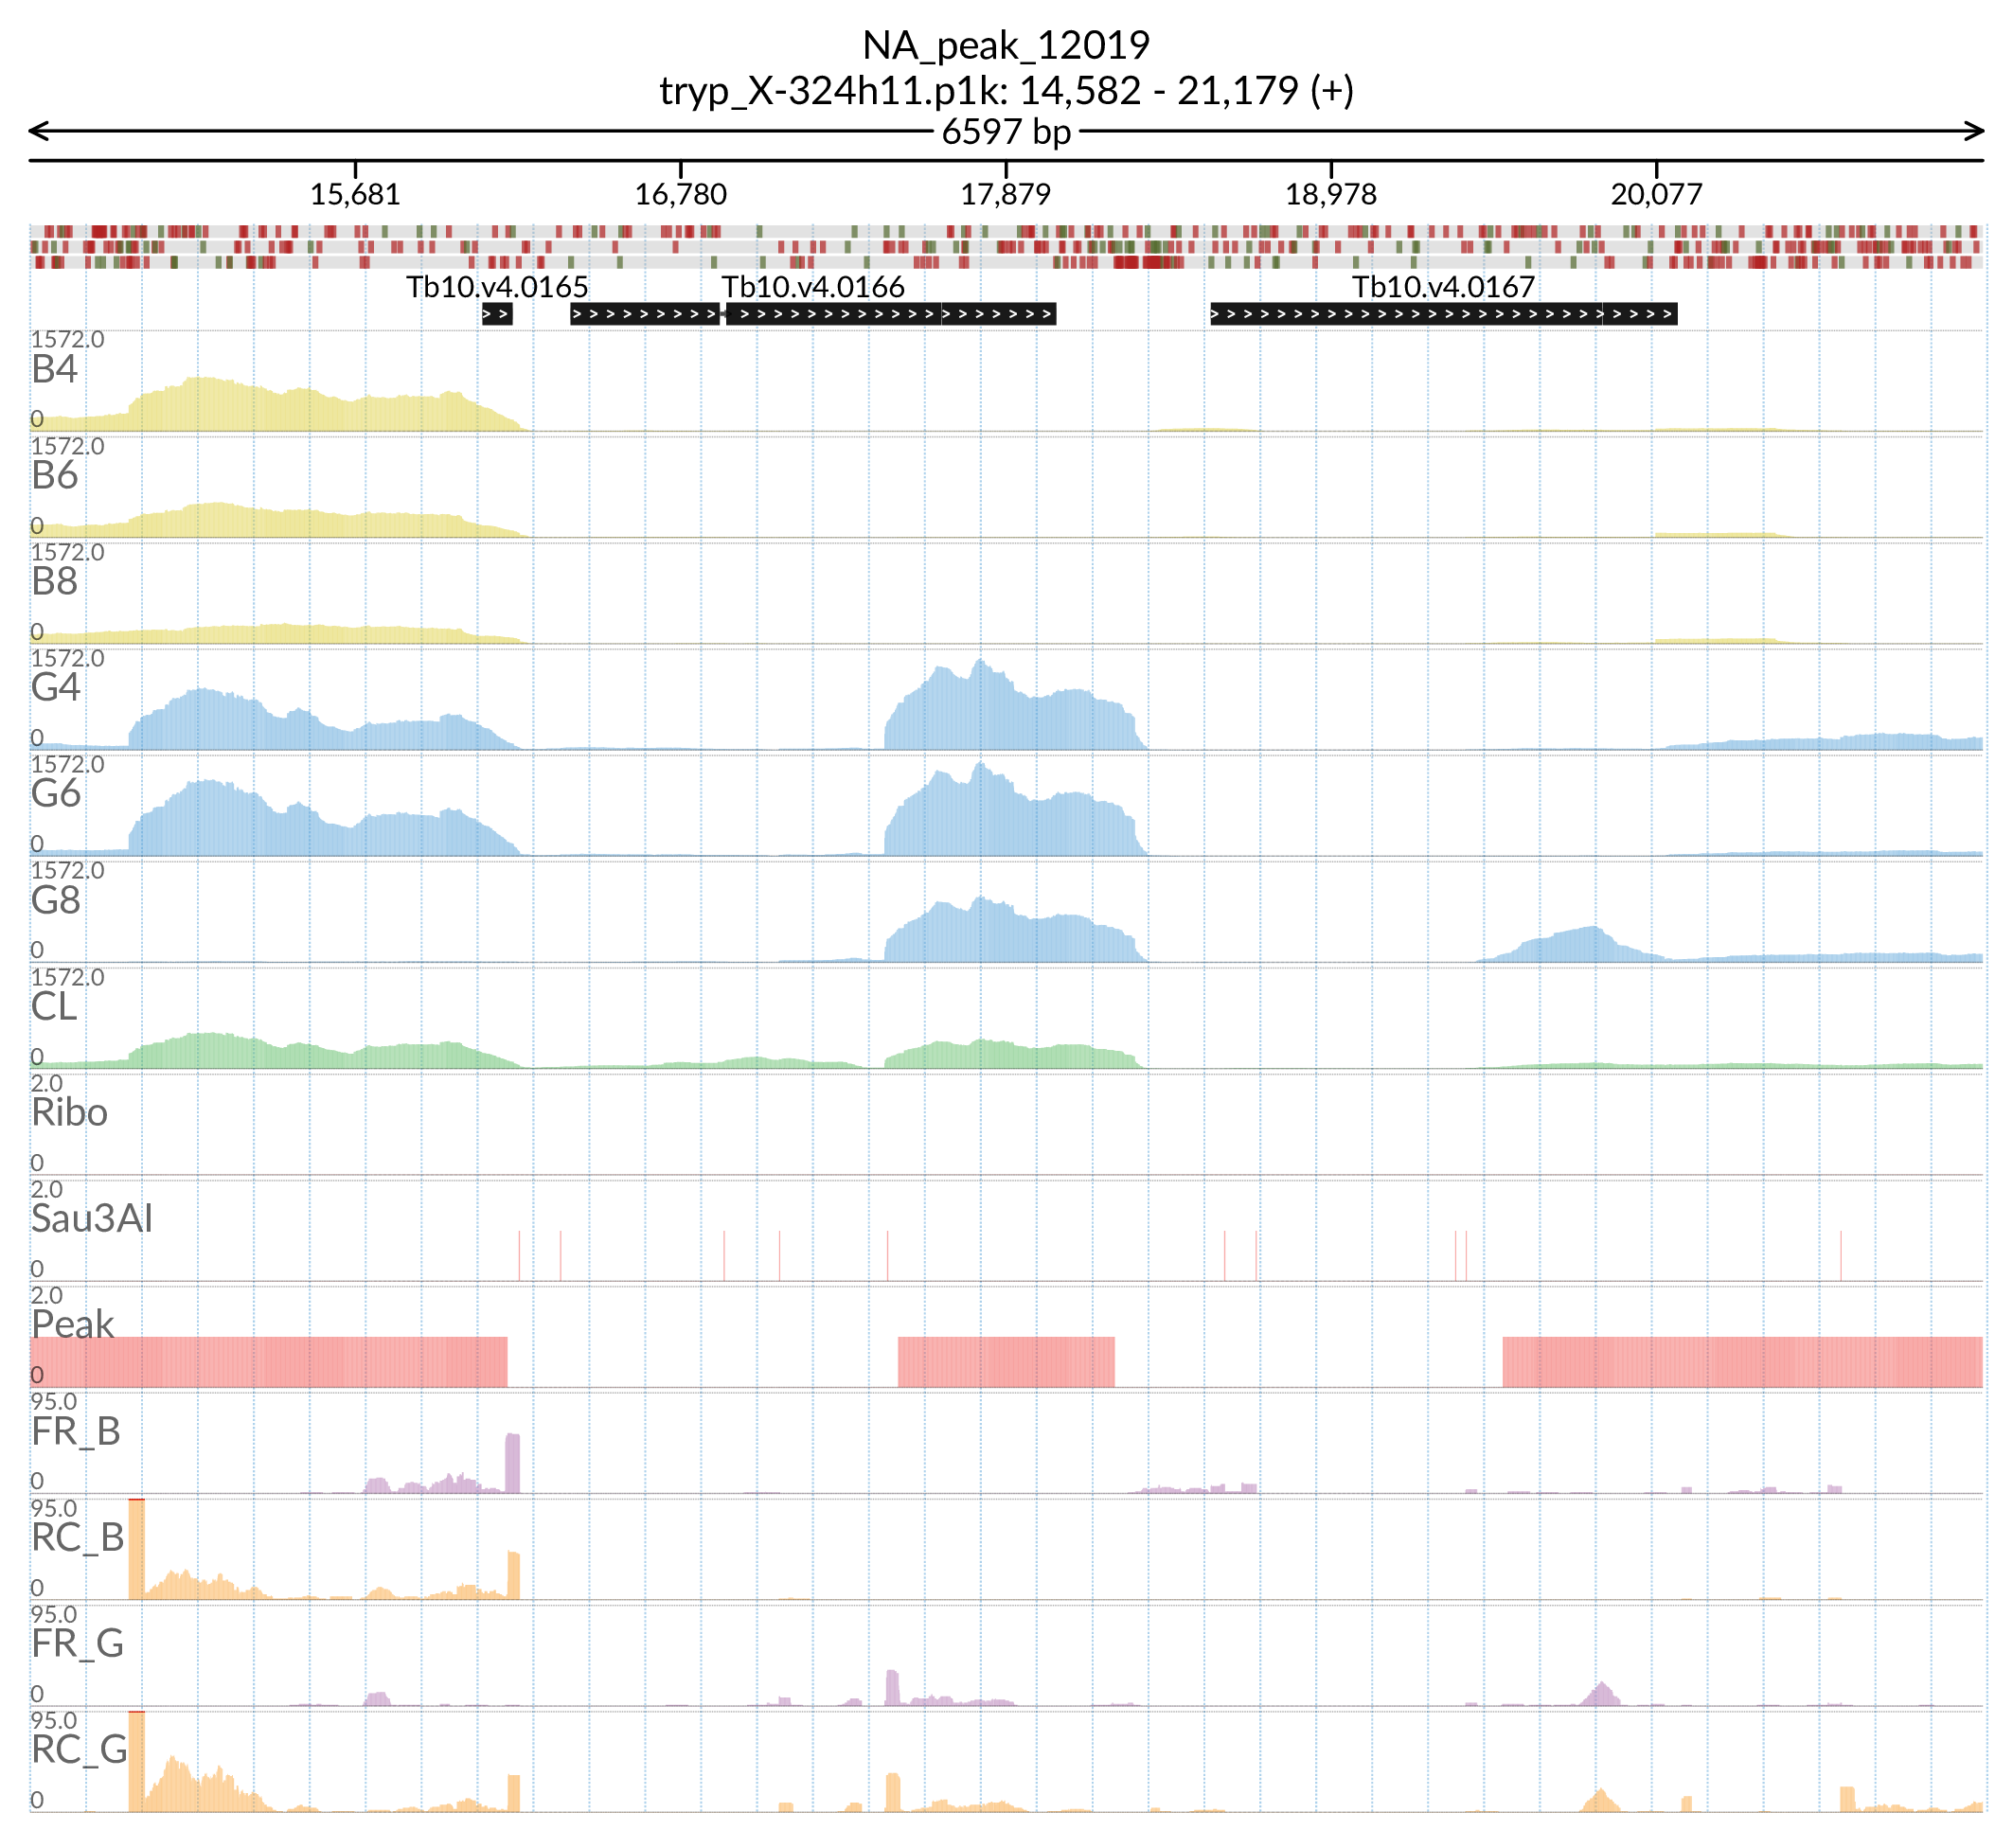 NA_peak_12019
tryp_X-324h11.p1k: 14,582 - 21,179 (+)
6597 bp
15,681 16,780 17,879 18,978 20,077
Tb10.v4.0165 Tb10.v4.0166 Tb10.v4.0167
1572.0
B4
0
1572.0
B6
0
1572.0
B8
0
1572.0
G4
0
1572.0
G6
0
1572.0
G8
0
1572.0
CL
0
2.0
Ribo
0
2.0
Sau3AI
0
2.0
Peak
0
95.0
FR_B
0
95.0
RC_B
0
95.0
FR_G
0
95.0
RC_G
0